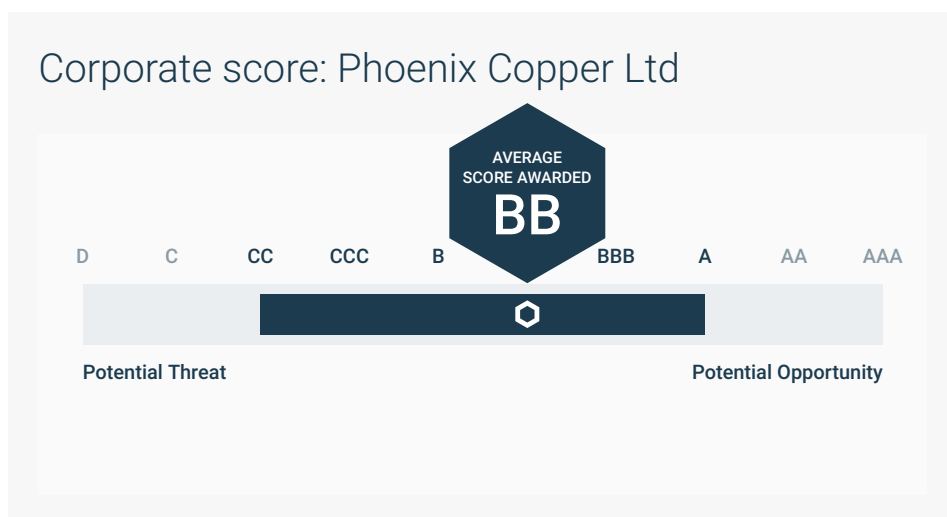 Corporate score: Phoenix Copper Ltd
AVERAGE
SCORE AWARDED
BB
D C CC CCC B BBB A AA AAA
Potential Threat Potential Opportunity